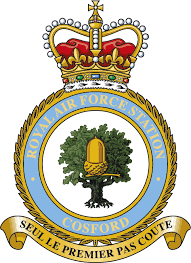 ROYAL AIR FORCE STATION
COSFORD
SEUL LE PREMIER PAS COUTE